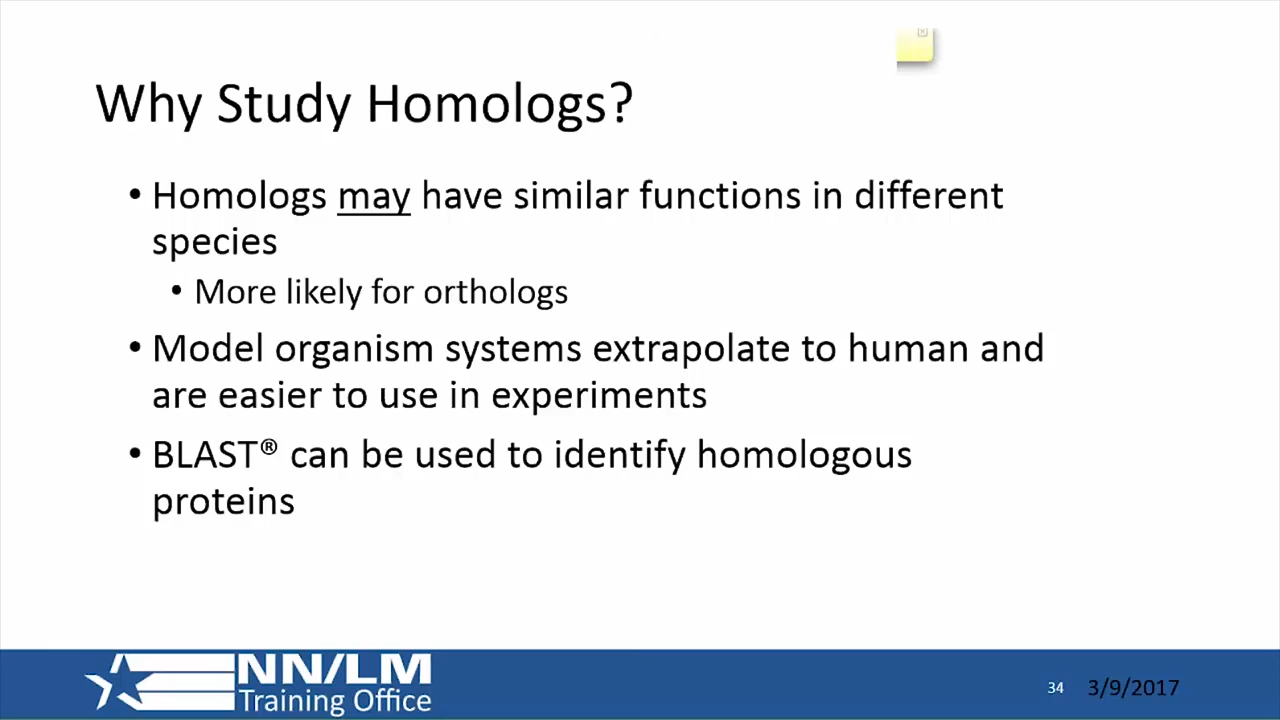 Why Study Homologs?
• Homologs may have similar functions in different
species
• More likely for orthologs
• Model organism systems extrapolate to human and
are easier to use in experiments
• BLAST® can be used to identify homologous
proteins
NN/LM
Training Office
34 3/9/2017